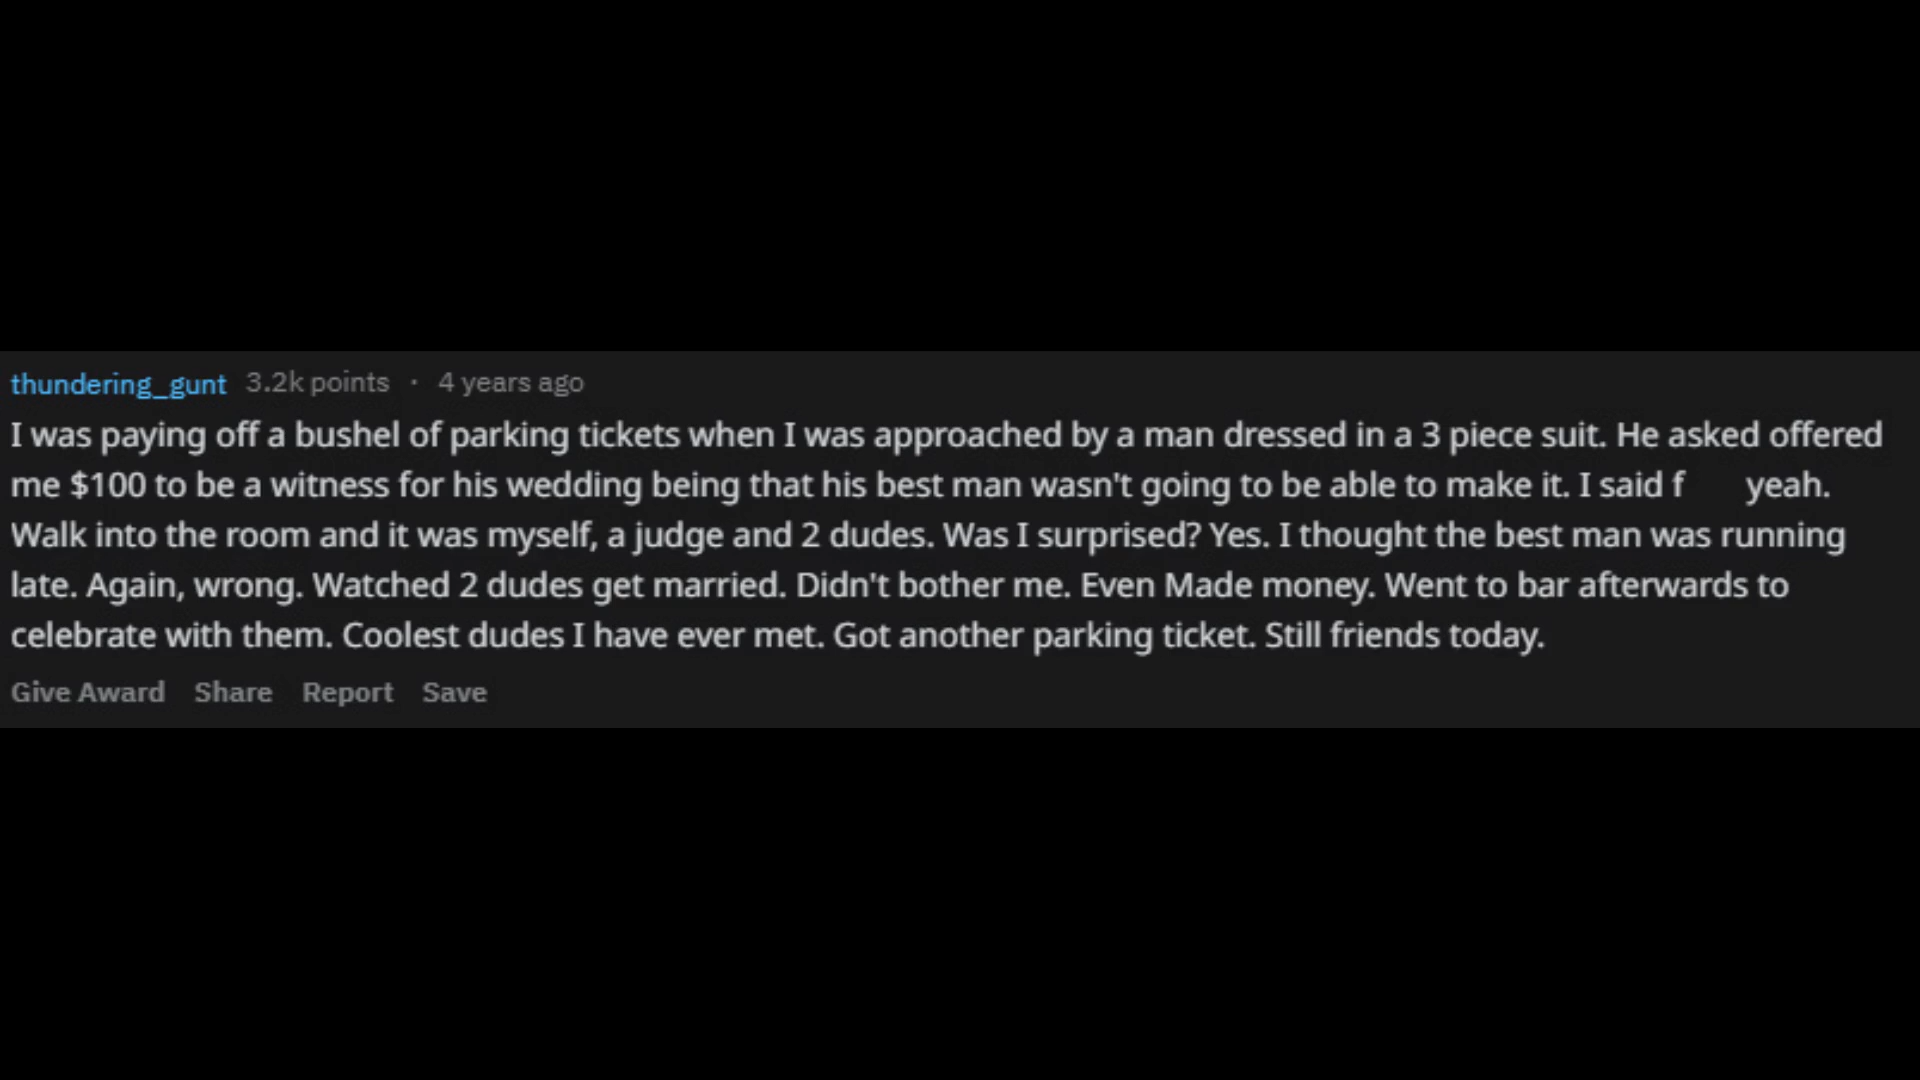 thundering_gunt 3.2k points · 4 years ago
I was paying off a bushel of parking tickets when I was approached by a man dressed in a 3 piece suit. He asked offered
me $100 to be a witness for his wedding being that his best man wasn't going to be able to make it. I said f yeah.
Walk into the room and it was myself, a judge and 2 dudes. Was I surprised? Yes. I thought the best man was running
late. Again, wrong. Watched 2 dudes get married. Didn't bother me. Even Made money. Went to bar afterwards to
celebrate with them. Coolest dudes I have ever met. Got another parking ticket. Still friends today.
Give Award Share Report Save